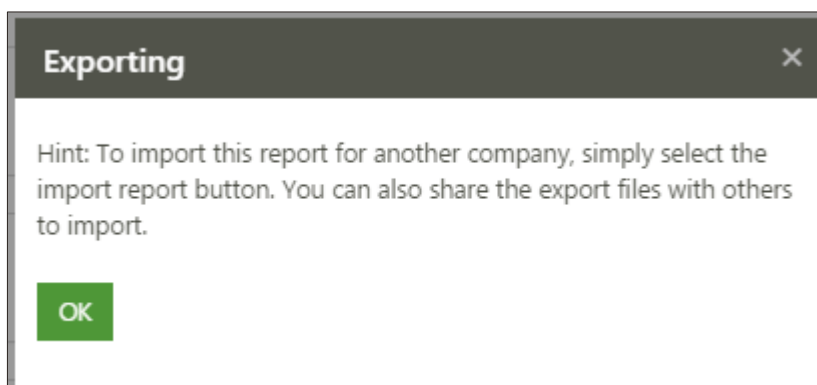 Exporting
Hint: To import this report for another company, simply select the
import report button. You can also share the export files with others
to import.
OK